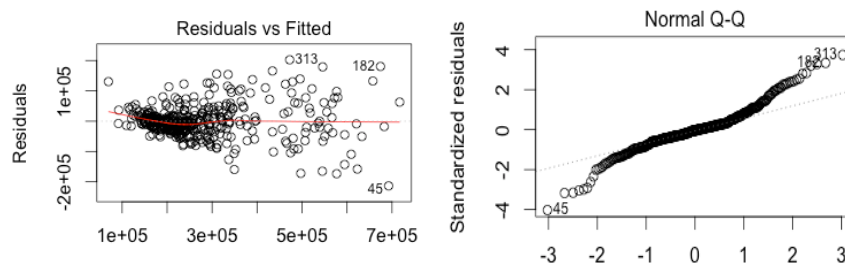 Residuals vs Fitted
Residuals
-2e+05
1e+05
313
182
45
1e+05
3e+05
5e+05
7e+05
Normal Q-Q
Standardized residuals
4
2
0
-2
-4
182
313
45
-3
-2
-1
0
1
2
3